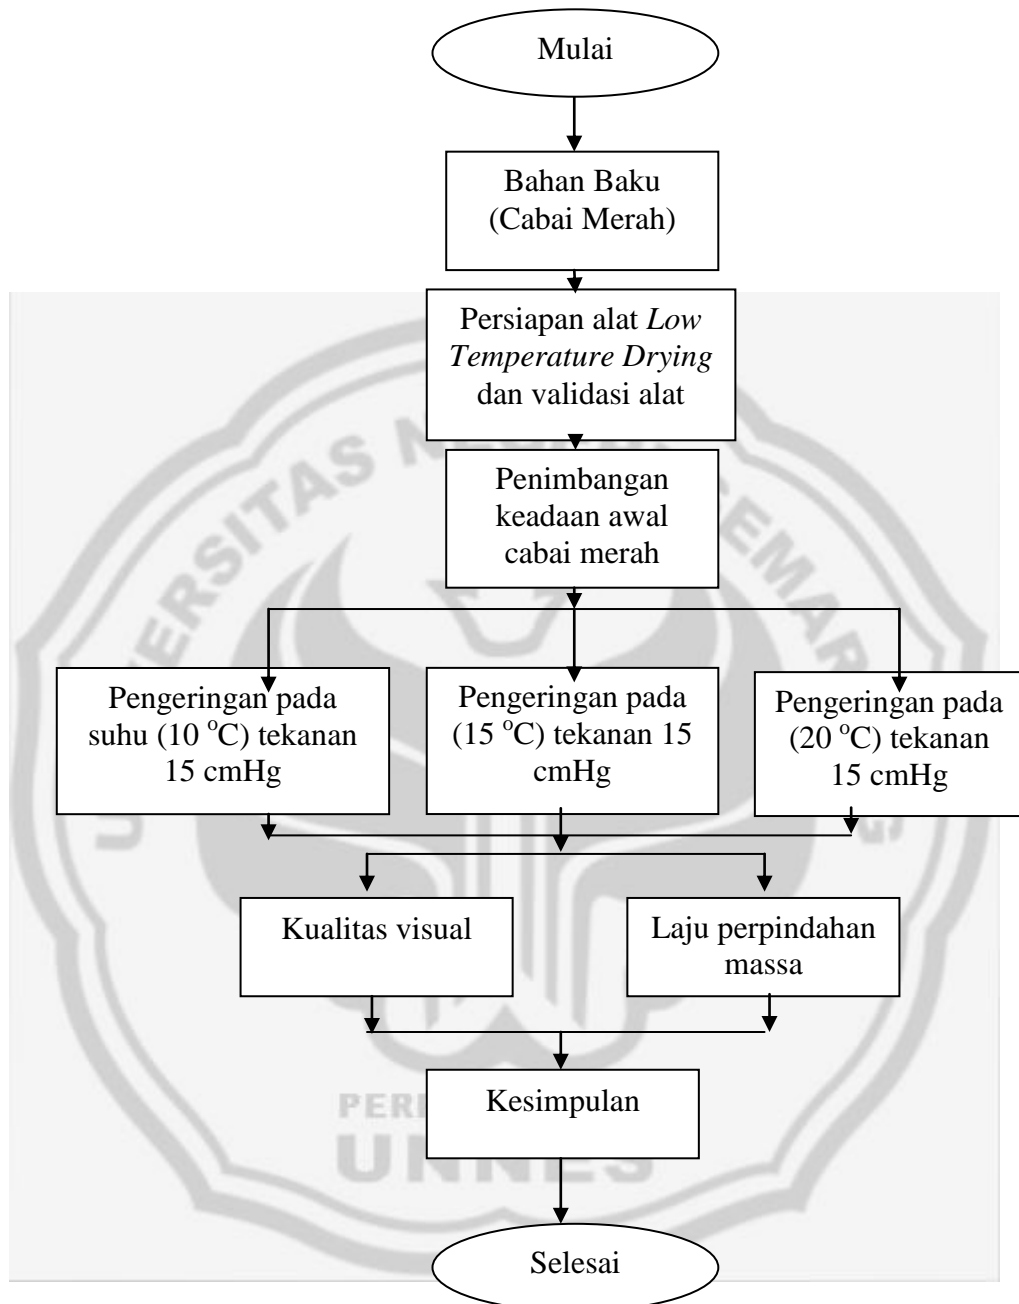 Mulai
Bahan Baku
(Cabai Merah)
Persiapan alat Low
Temperature Drying
dan validasi alat
Penimbangan
keadaan awal
cabai merah
Pengeringan pada
suhu (10 °C) tekanan
15 cmHg
Pengeringan pada
(15 °C) tekanan 15
cmHg
Pengeringan pada
(20 °C) tekanan
15 cmHg
Kualitas visual
Laju perpindahan
massa
Kesimpulan
Selesai
UNNES